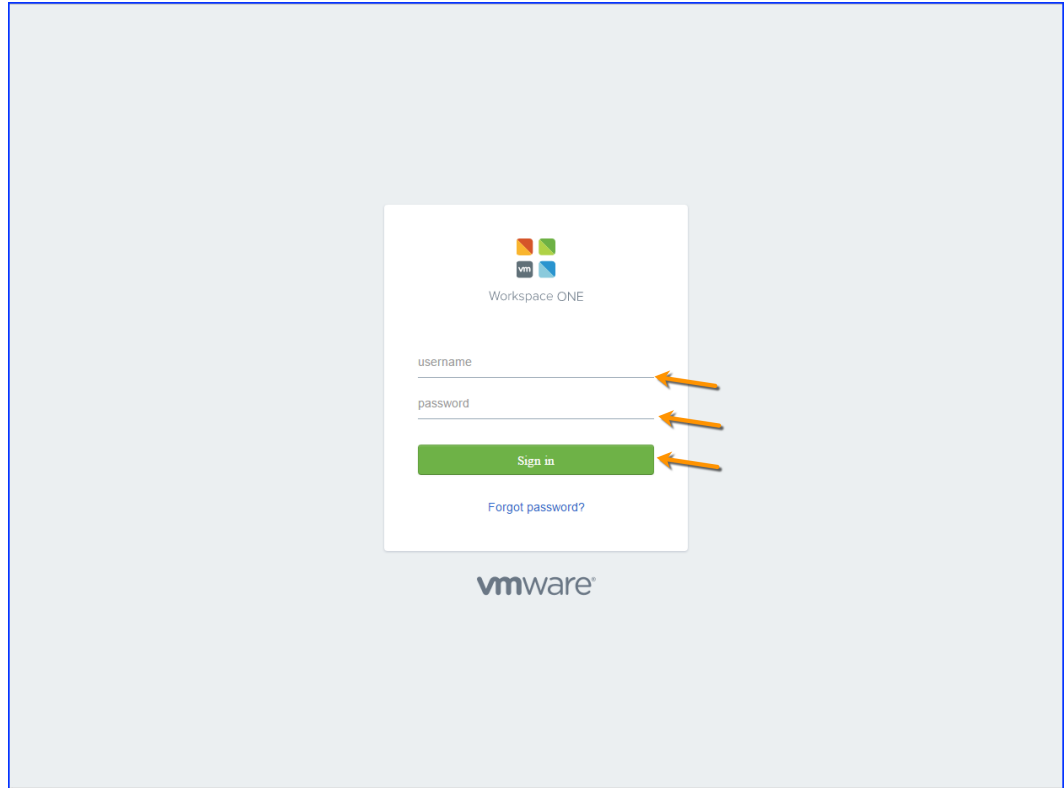 vm
Workspace ONE
username
password
Sign in
Forgot password?
vmware®